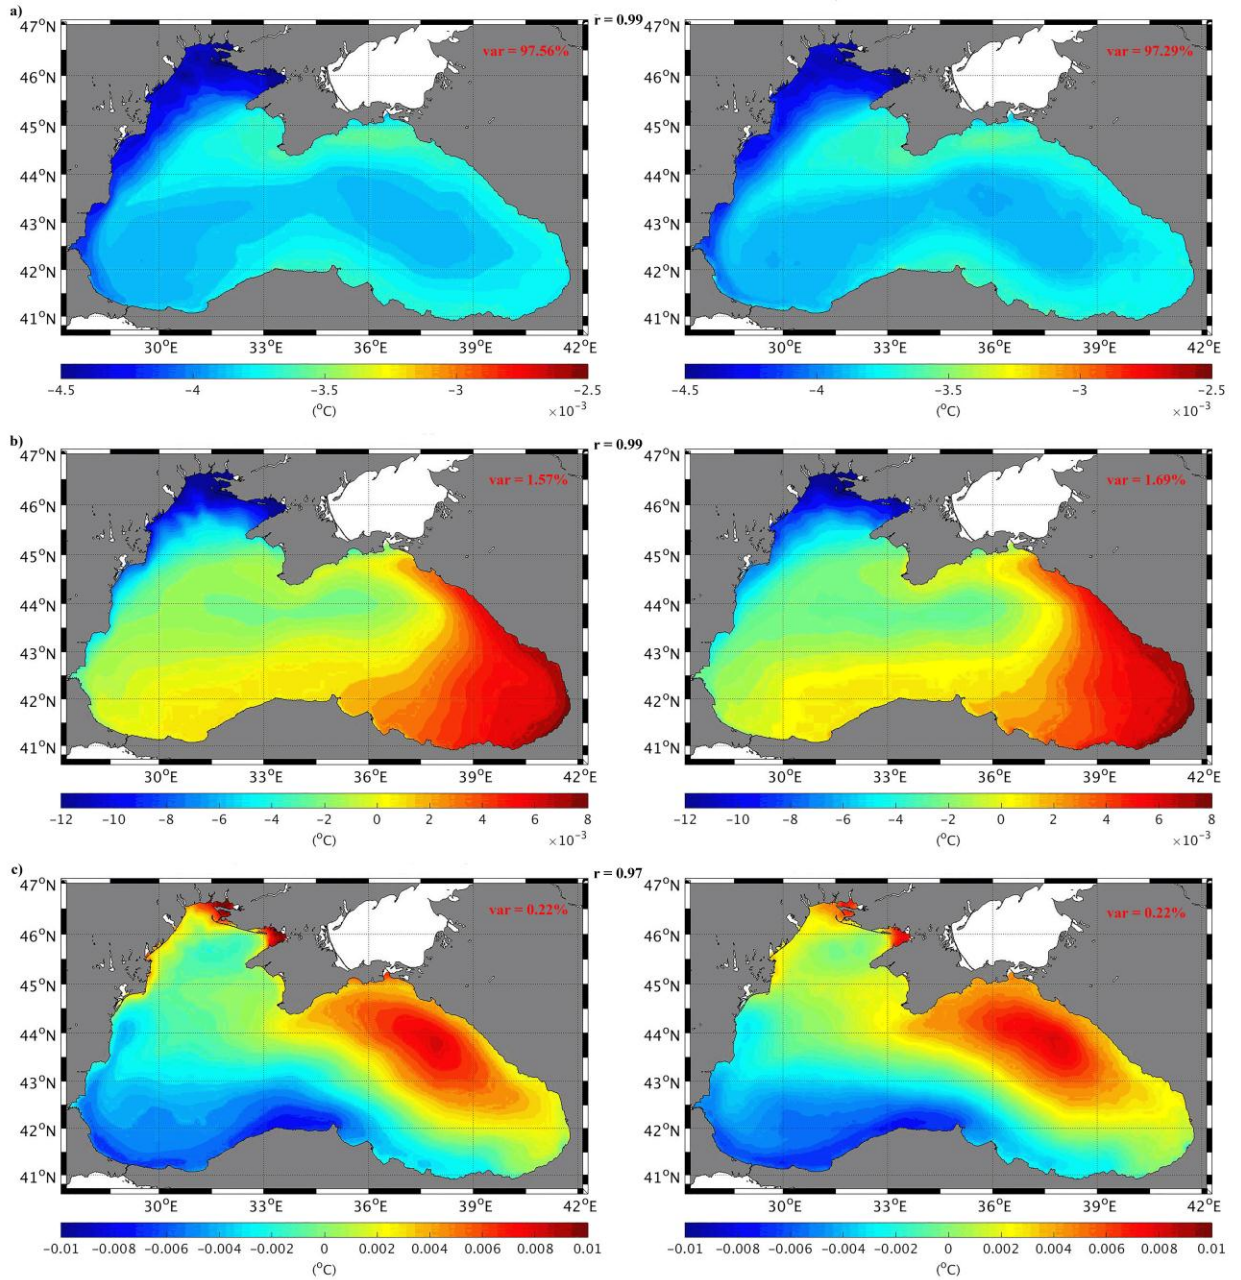 a)
r = 0.99
47°N
46°N
45°N
44°N
43°N
42°N
41°N
var = 97.56%
30°E 33°E 36°E 39°E 42°E
−4.5 −4 −3.5 −3 −2.5
(°C)
×10⁻³
47°N
46°N
45°N
44°N
43°N
42°N
41°N
var = 97.29%
30°E 33°E 36°E 39°E 42°E
−4.5 −4 −3.5 −3 −2.5
(°C)
×10⁻³
b)
r = 0.99
47°N
46°N
45°N
44°N
43°N
42°N
41°N
var = 1.57%
30°E 33°E 36°E 39°E 42°E
−12 −10 −8 −6 −4 −2 0 2 4 6 8
(°C)
×10⁻³
47°N
46°N
45°N
44°N
43°N
42°N
41°N
var = 1.69%
30°E 33°E 36°E 39°E 42°E
−12 −10 −8 −6 −4 −2 0 2 4 6 8
(°C)
×10⁻³
c)
r = 0.97
47°N
46°N
45°N
44°N
43°N
42°N
41°N
var = 0.22%
30°E 33°E 36°E 39°E 42°E
−0.01 −0.008 −0.006 −0.004 −0.002 0 0.002 0.004 0.006 0.008 0.01
(°C)
47°N
46°N
45°N
44°N
43°N
42°N
41°N
var = 0.22%
30°E 33°E 36°E 39°E 42°E
−0.01 −0.008 −0.006 −0.004 −0.002 0 0.002 0.004 0.006 0.008 0.01
(°C)